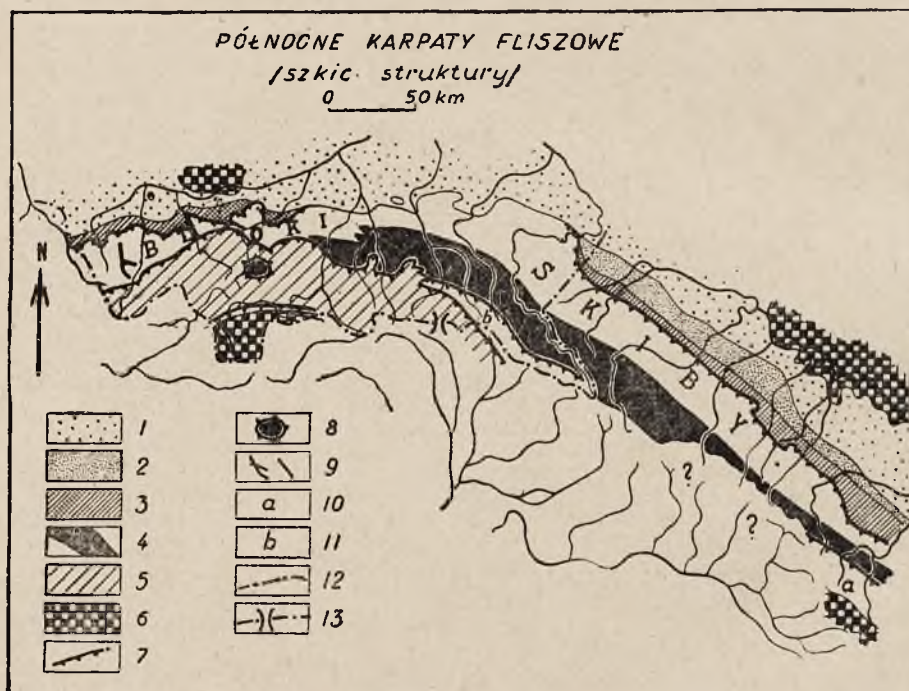 PÓŁNOCNE KARPATY FLISZOWE
/szkic struktury/
0 50 km
N
B O K I
S K I B Y
b
?
?
a
1
2
3
4
5
6
7
8
a 10
9
b 11
12
13